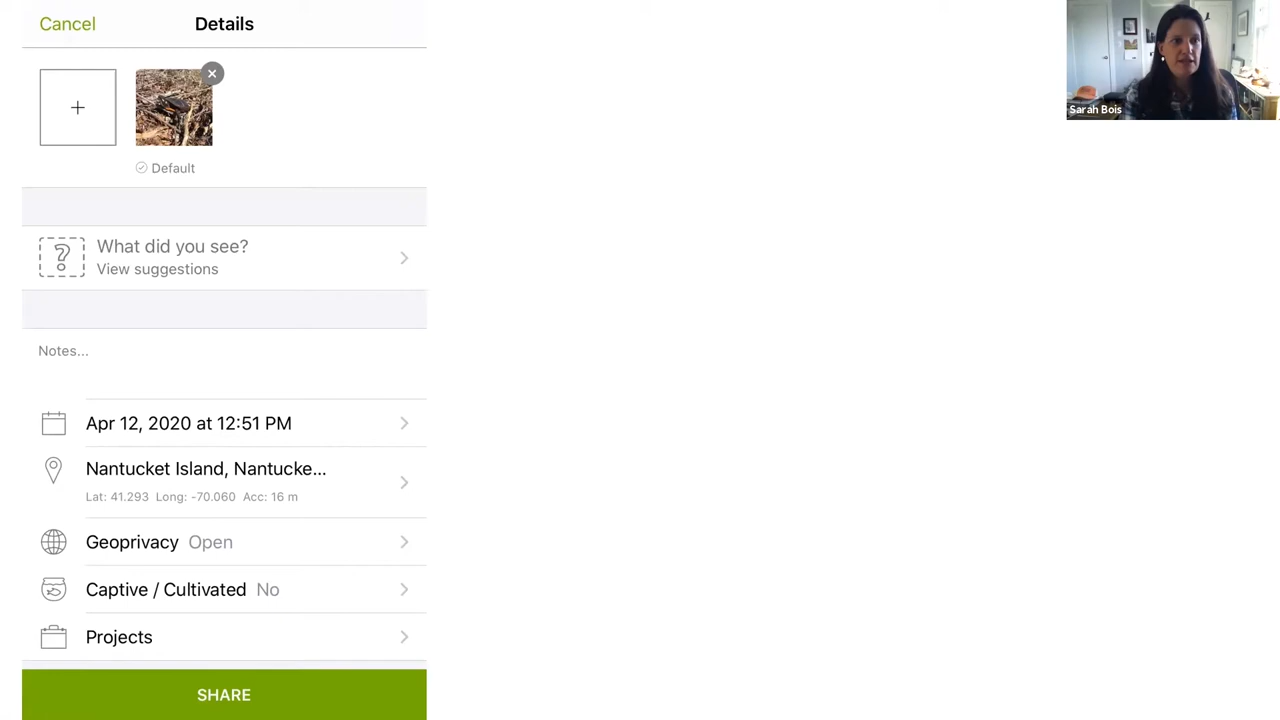 Cancel
Details
Default
What did you see?
View suggestions
Notes...
Apr 12, 2020 at 12:51 PM
Nantucket Island, Nantucke...
Lat: 41.293 Long: -70.060 Acc: 16 m
Geoprivacy Open
Captive / Cultivated No
Projects
SHARE
Sarah Bois